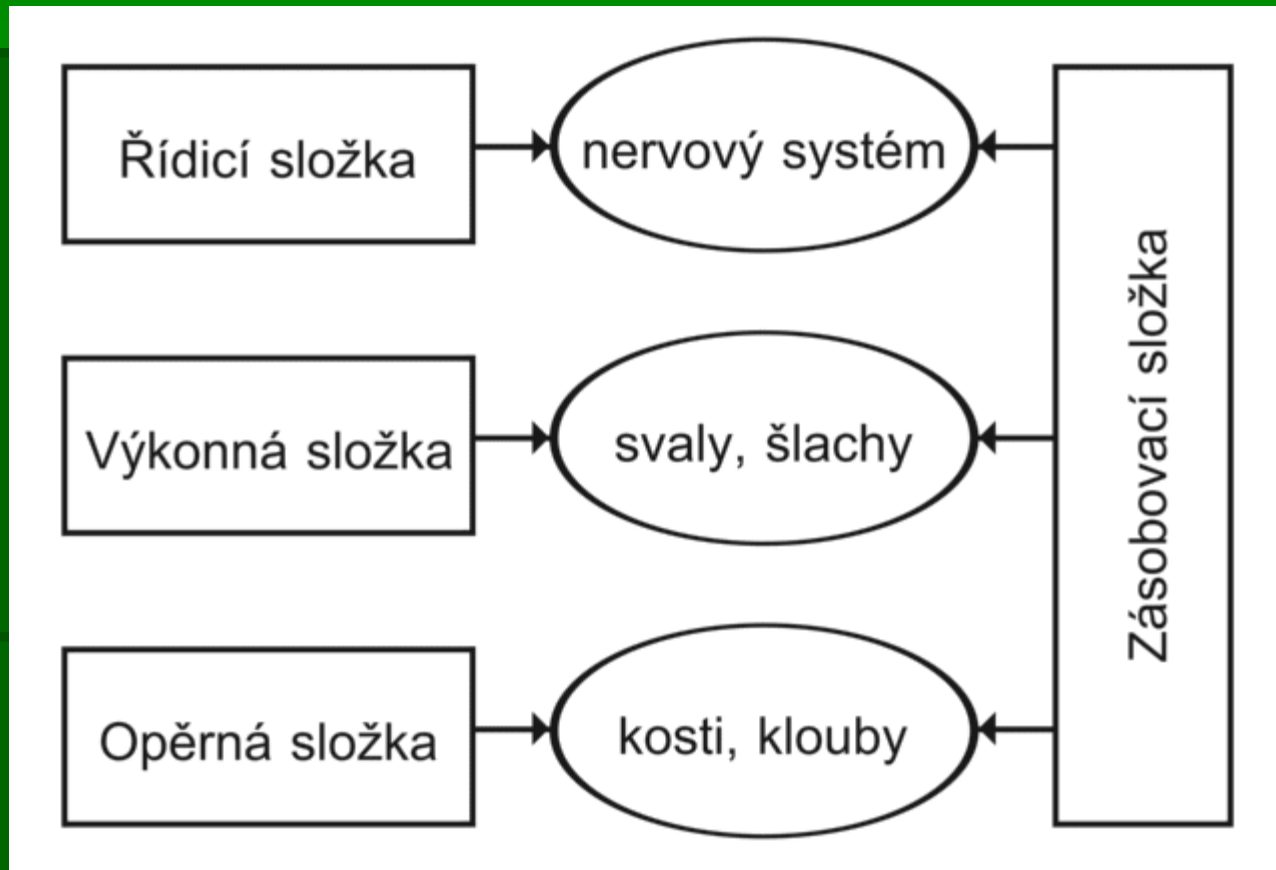 Řídicí složka
nervový systém
Výkonná složka
svaly, šlachy
Opěrná složka
kosti, klouby
Zásobovací složka